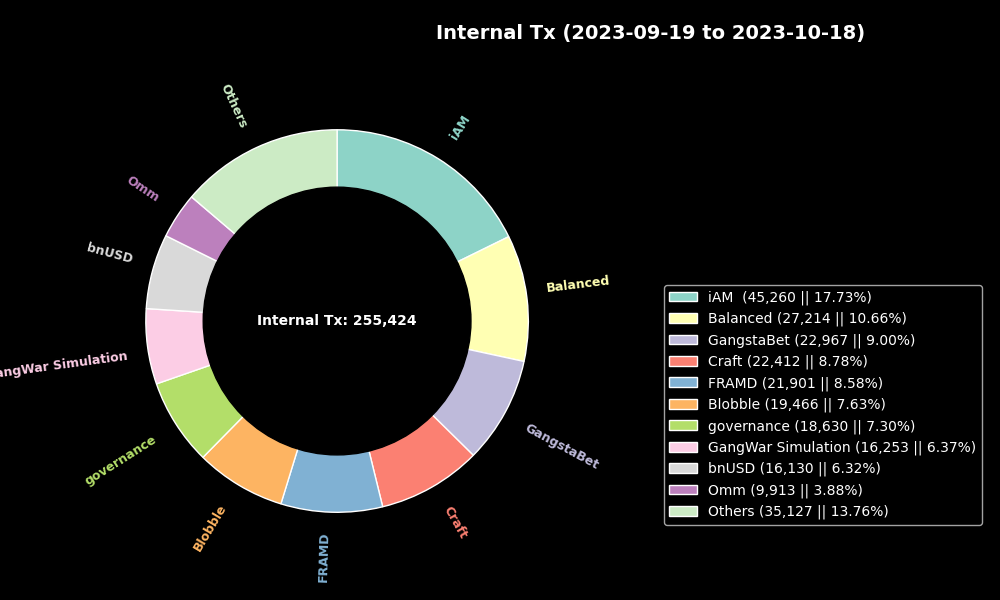 Internal Tx (2023-09-19 to 2023-10-18)
Others
iAM
Omm
bnUSD
Balanced
Internal Tx: 255,424
angWar Simulation
governance
GangstaBet
Blobble
FRAMD
Craft
iAM  (45,260 || 17.73%)
Balanced (27,214 || 10.66%)
GangstaBet (22,967 || 9.00%)
Craft (22,412 || 8.78%)
FRAMD (21,901 || 8.58%)
Blobble (19,466 || 7.63%)
governance (18,630 || 7.30%)
GangWar Simulation (16,253 || 6.37%)
bnUSD (16,130 || 6.32%)
Omm (9,913 || 3.88%)
Others (35,127 || 13.76%)